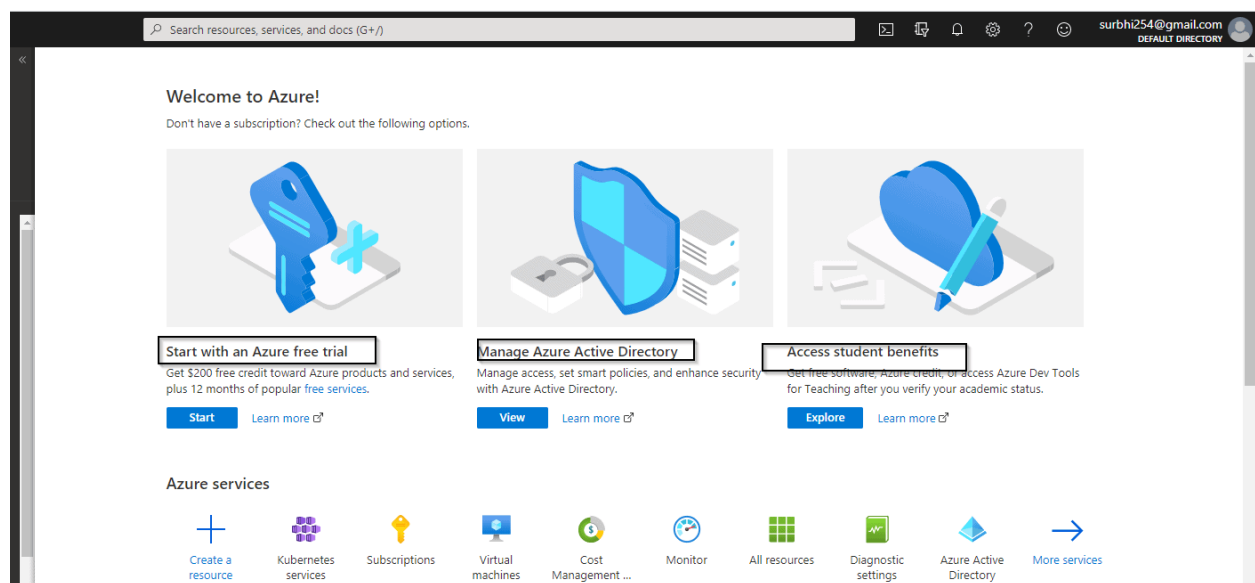 Search resources, services, and docs (G+/)
surbhi254@gmail.com
DEFAULT DIRECTORY
Welcome to Azure!
Don't have a subscription? Check out the following options.
Start with an Azure free trial
Get $200 free credit toward Azure products and services,
plus 12 months of popular free services.
Start
Learn more
Manage Azure Active Directory
Manage access, set smart policies, and enhance security
with Azure Active Directory.
View
Learn more
Access student benefits
Get free software, Azure credit, or access Azure Dev Tools
for Teaching after you verify your academic status.
Explore
Learn more
Azure services
Create a
resource
Kubernetes
services
Subscriptions
Virtual
machines
Cost
Management ...
Monitor
All resources
Diagnostic
settings
Azure Active
Directory
More services